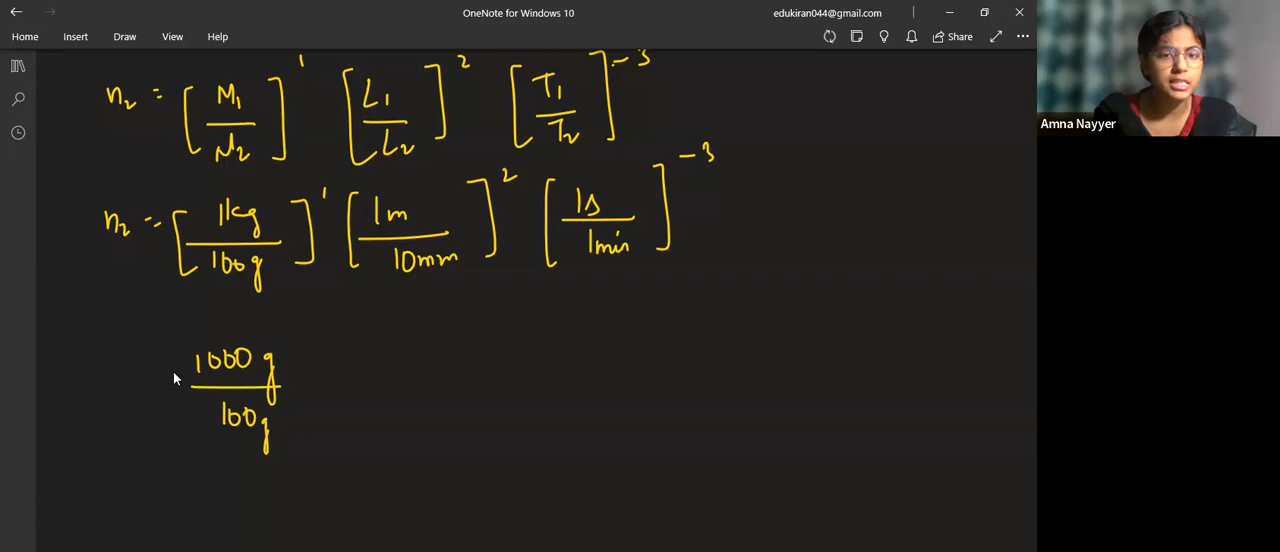 OneNote for Windows 10
edukiran044@gmail.com
Home Insert Draw View Help
Share
n₂ = [M₁/M₂]¹ [L₁/L₂]² [T₁/T₂]⁻³
n₂ = [1kg/100g]¹ [1m/10mm]² [1s/1min]⁻³
1000 g
100g
Amna Nayyer